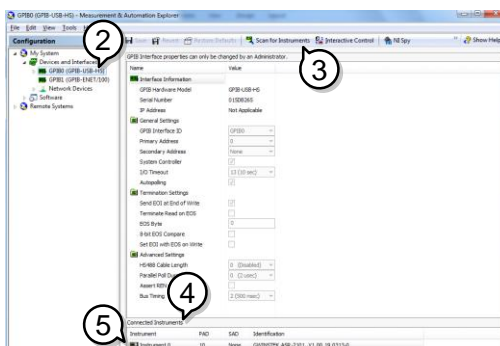 GPIB0 (GPIB-USB-HS) - Measurement & Automation Explorer
File Edit View Tools
Configuration
2
Save Revert Restore Defaults Scan for Instruments Interactive Control NI Spy Show Help
3
My System
Devices and Interfaces
GPIB0 (GPIB-USB-HS)
GPIB1 (GPIB-ENET/100)
Network Devices
Software
Remote Systems
GPIB Interface properties can only be changed by an Administrator.
Name Value
Interface Information
GPIB Hardware Model GPIB-USB-HS
Serial Number
IP Address Not Applicable
General Settings
GPIB Interface ID GPIB0
Primary Address 0
Secondary Address None
System Controller
I/O Timeout 13 (10 sec)
Autopolling
Termination Settings
Send EOI at End of Write
Terminate Read on EOS
EOS Byte 0
8-bit EOS Compare
Set EOI with EOS on Write
Advanced Settings
HS488 Cable Length 0 (Disabled)
Parallel Poll 0 (2 usec)
Assert REN
Bus Timing 2 (500 nsec)
4
Connected Instruments
5
Instrument PAD SAD Identification
Instrument 0 10 None GWINSTEK,ASR-2301